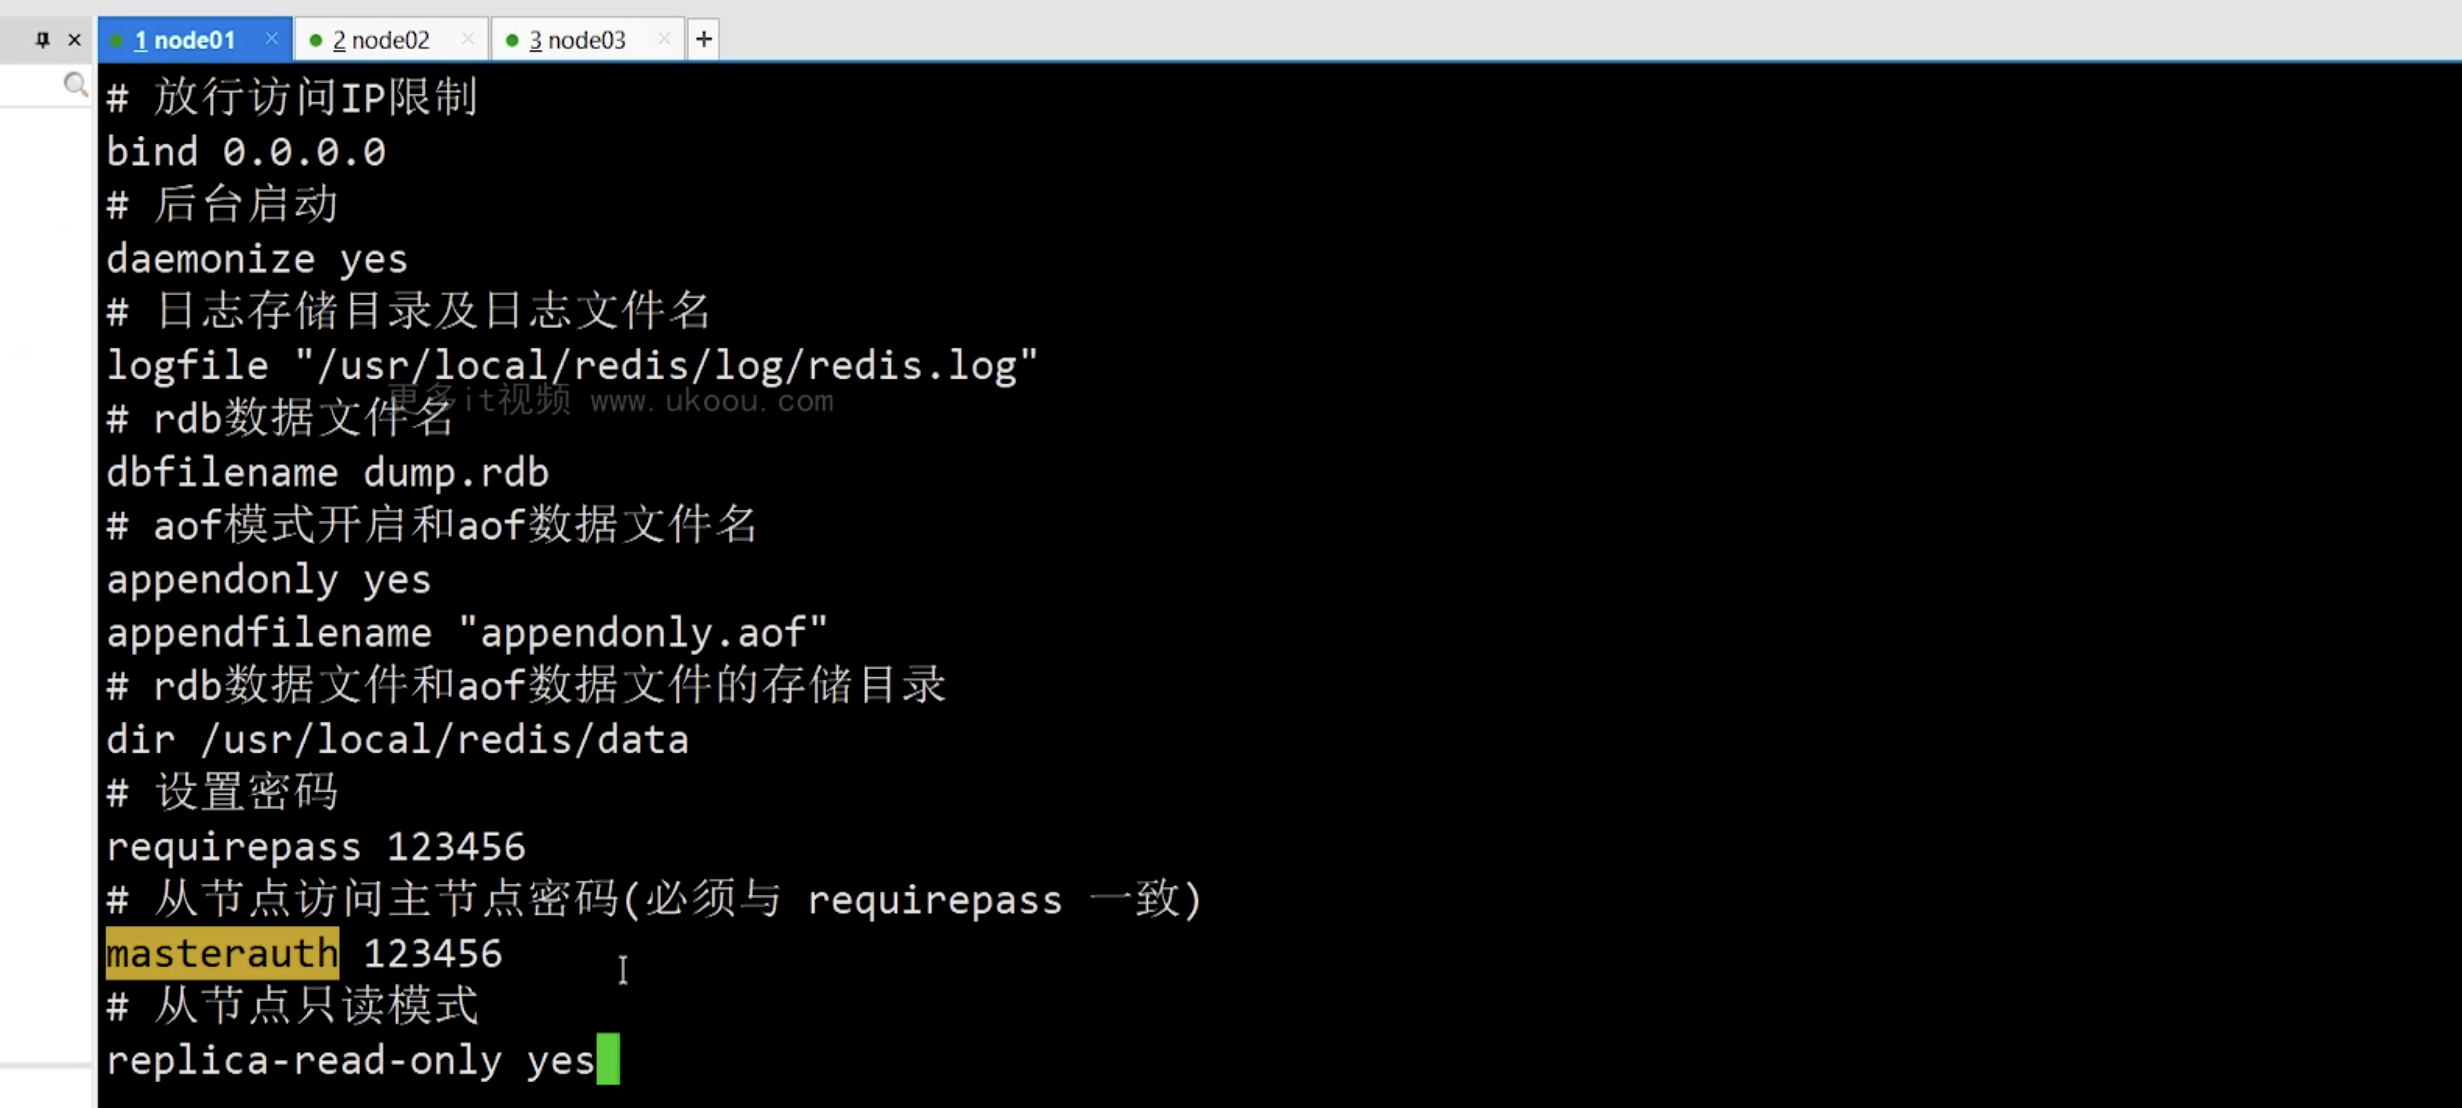 1 node01
2 node02
3 node03
# 放行访问IP限制
bind 0.0.0.0
# 后台启动
daemonize yes
# 日志存储目录及日志文件名
logfile "/usr/local/redis/log/redis.log"
更多it视频 www.ukoou.com
# rdb数据文件名
dbfilename dump.rdb
# aof模式开启和aof数据文件名
appendonly yes
appendfilename "appendonly.aof"
# rdb数据文件和aof数据文件的存储目录
dir /usr/local/redis/data
# 设置密码
requirepass 123456
# 从节点访问主节点密码(必须与 requirepass 一致)
masterauth 123456
# 从节点只读模式
replica-read-only yes